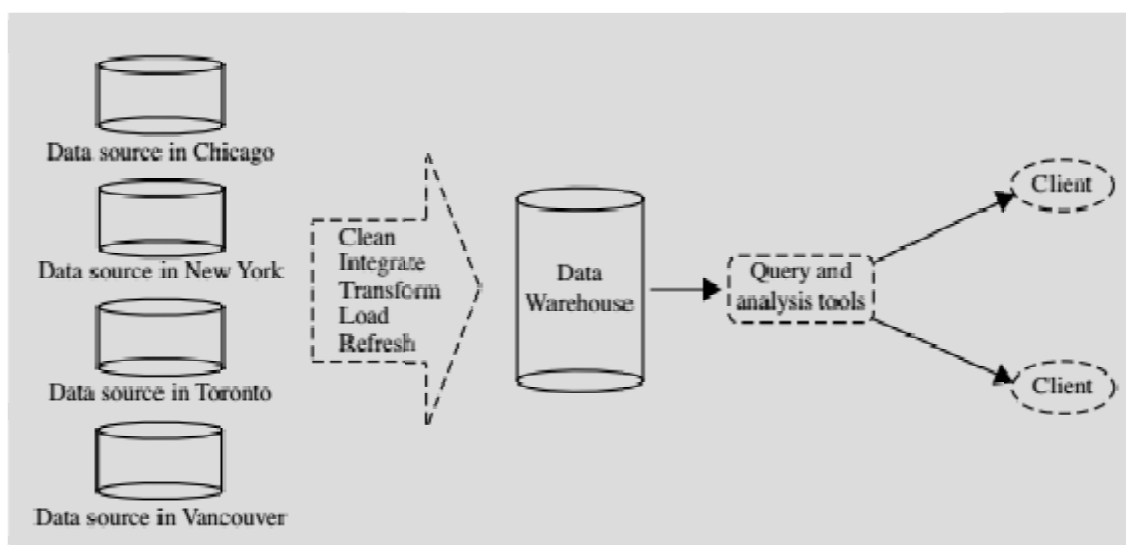 Data source in Chicago
Data source in New York
Data source in Toronto
Data source in Vancouver
Clean
Integrate
Transform
Load
Refresh
Data
Warehouse
Query and
analysis tools
Client
Client